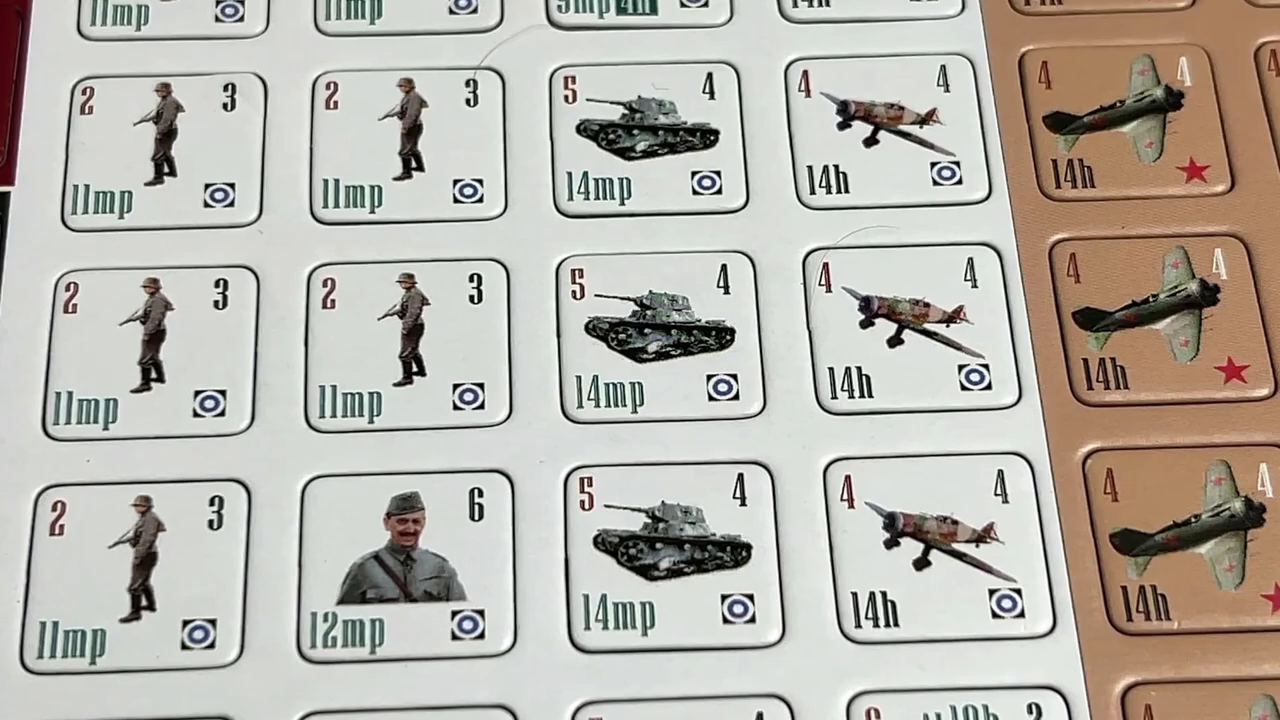 11mp 11mp
2 3 2 3 5 4 4 4 4 4
11mp 11mp 14mp 14h 14h
2 3 2 3 5 4 4 4 4 4
11mp 11mp 14mp 14h 14h
2 3 6 5 4 4 4 4 4
11mp 12mp 14mp 14h 14h